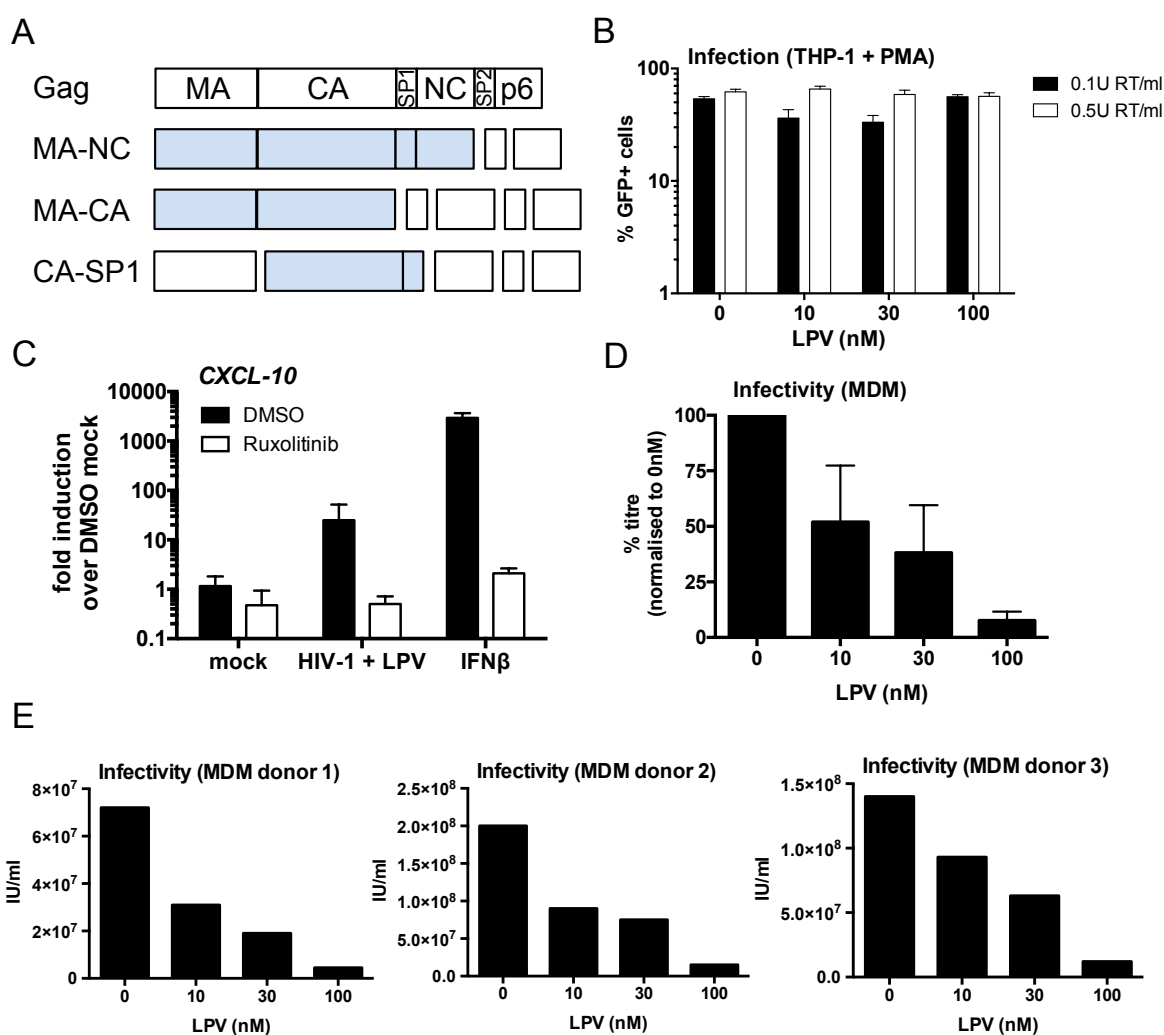 A
Gag
MA CA SP1 NC SP2 p6
MA-NC
MA-CA
CA-SP1
B
Infection (THP-1 + PMA)
0.1U RT/ml
0.5U RT/ml
% GFP+ cells
100
10
1
0 10 30 100
LPV (nM)
C
CXCL-10
DMSO
Ruxolitinib
fold induction
over DMSO mock
10000
1000
100
10
1
0.1
mock HIV-1 + LPV IFNβ
D
Infectivity (MDM)
% titre
(normalised to 0nM)
100
75
50
25
0
0 10 30 100
LPV (nM)
E
Infectivity (MDM donor 1)
IU/ml
8×10⁷
6×10⁷
4×10⁷
2×10⁷
0
0 10 30 100
LPV (nM)
Infectivity (MDM donor 2)
IU/ml
2.5×10⁸
2.0×10⁸
1.5×10⁸
1.0×10⁸
5.0×10⁷
0.0
0 10 30 100
LPV (nM)
Infectivity (MDM donor 3)
IU/ml
1.5×10⁸
1.0×10⁸
5.0×10⁷
0.0
0 10 30 100
LPV (nM)